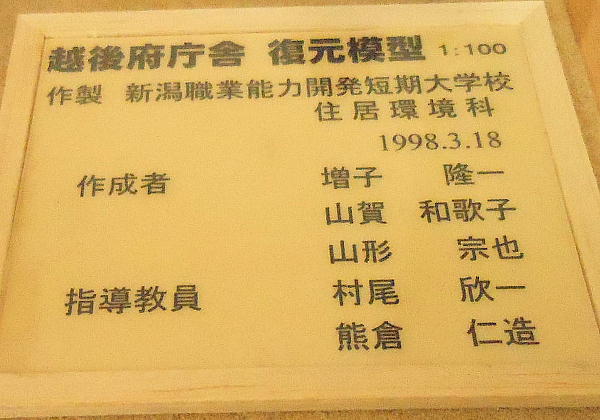 越後府庁舎 復元模型 1:100
作製 新潟職業能力開発短期大学校
住居環境科
1998.3.18
作成者 増子 隆一
山賀 和歌子
山形 宗也
指導教員 村尾 欣一
熊倉 仁造